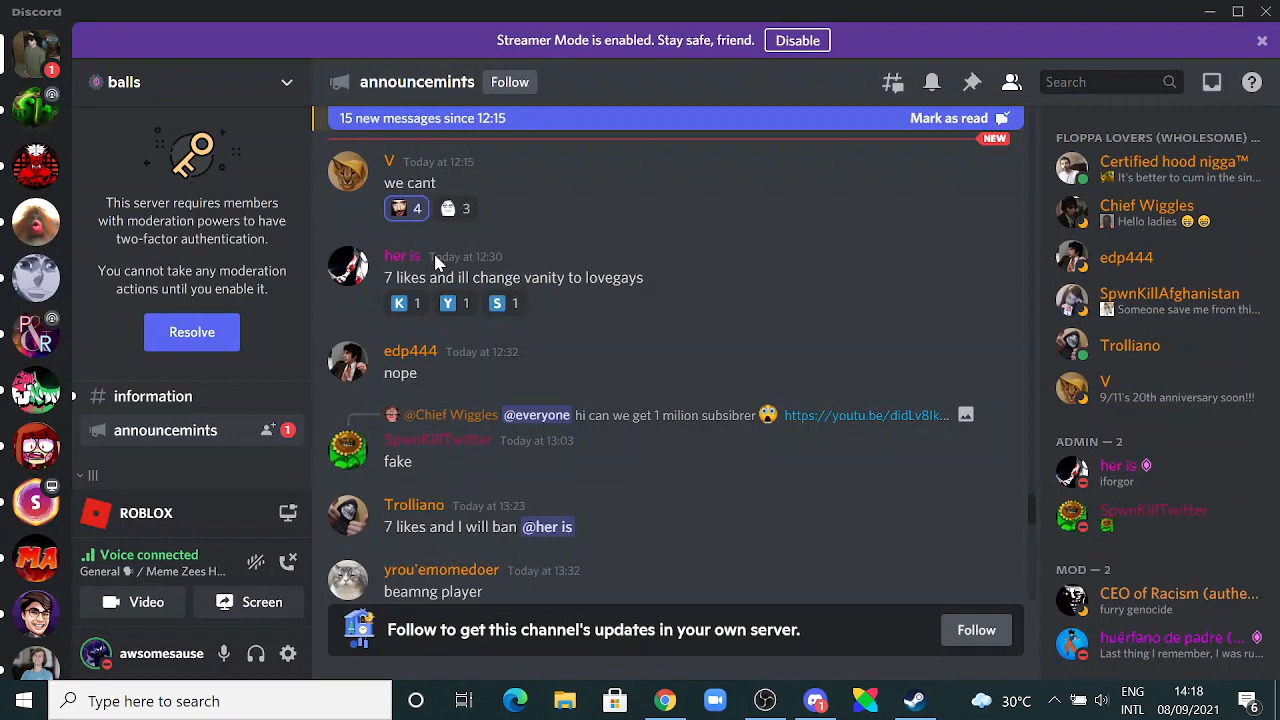 Discord
Streamer Mode is enabled. Stay safe, friend. Disable
balls
announcemints Follow
Search
1
15 new messages since 12:15 Mark as read
NEW
This server requires members
with moderation powers to have
two-factor authentication.
You cannot take any moderation
actions until you enable it.
Resolve
information
announcmints 1
|||
ROBLOX
Voice connected
General / Meme Zees H...
Video Screen
awsomesause
V Today at 12:15
we cant
4 3
her is Today at 12:30
7 likes and ill change vanity to lovegays
K 1 Y 1 S 1
edp444 Today at 12:32
nope
@Chief Wiggles @everyone hi can we get 1 milion subsibrer https://youtu.be/didLv8Ik...
SpwnKillTwitter Today at 13:03
fake
Trolliano Today at 13:23
7 likes and I will ban @her is
yrou'emomedoer Today at 13:32
beamng player
Follow to get this channel's updates in your own server. Follow
FLOPPA LOVERS (WHOLESOME) ...
Certified hood nigga™
It's better to cum in the sin...
Chief Wiggles
Hello ladies
edp444
SpwnKillAfghanistan
Someone save me from thi...
Trolliano
V
9/11's 20th anniversary soon!!!
ADMIN — 2
her is
iforgor
SpwnKillTwitter
MOD — 2
CEO of Racism (authe...
furry genocide
huérfano de padre (...
Last thing I remember, I was ru...
S
MA
Type here to search
1
30°C
ENG
INTL
14:18
08/09/2021
6